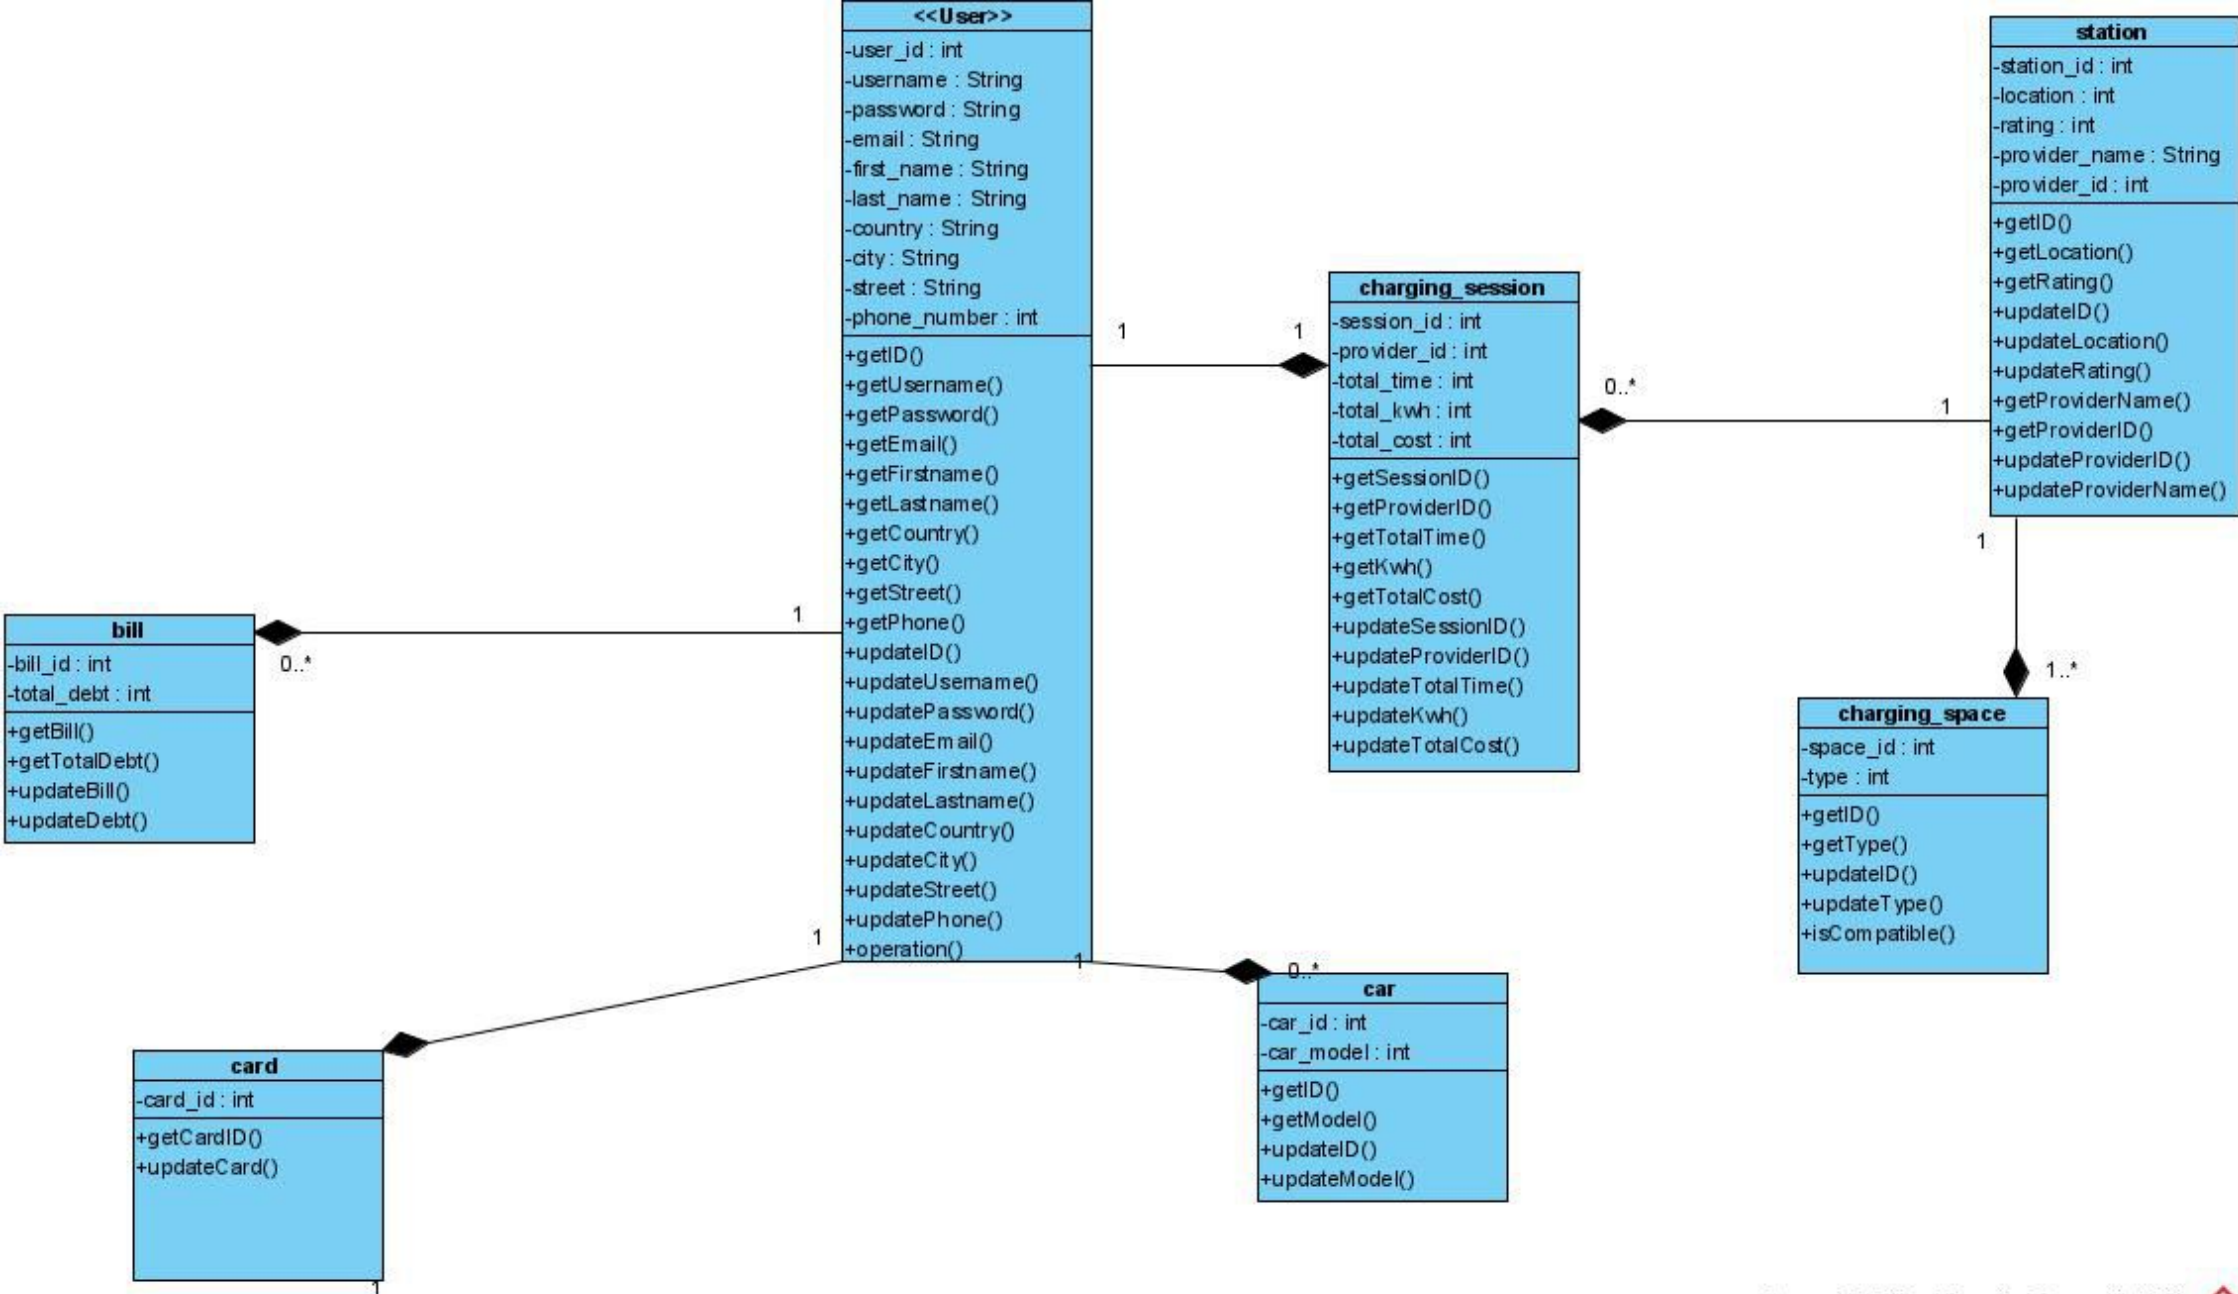 <<User>>
-user_id : int
-username : String
-password : String
-email : String
-first_name : String
-last_name : String
-country : String
-city : String
-street : String
-phone_number : int
+getID()
+getUsername()
+getPassword()
+getEmail()
+getFirstname()
+getLastname()
+getCountry()
+getCity()
+getStreet()
+getPhone()
+updateID()
+updateUsername()
+updatePassword()
+updateEmail()
+updateFirstname()
+updateLastname()
+updateCountry()
+updateCity()
+updateStreet()
+updatePhone()
+operation()
station
-station_id : int
-location : int
-rating : int
-provider_name : String
-provider_id : int
+getID()
+getLocation()
+getRating()
+updateID()
+updateLocation()
+updateRating()
+getProviderName()
+getProviderID()
+updateProviderID()
+updateProviderName()
charging_session
-session_id : int
-provider_id : int
-total_time : int
-total_kwh : int
-total_cost : int
+getSessionID()
+getProviderID()
+getTotalTime()
+getKwh()
+getTotalCost()
+updateSessionID()
+updateProviderID()
+updateTotalTime()
+updateKwh()
+updateTotalCost()
1
1
0..*
1
1
1..*
bill
-bill_id : int
-total_debt : int
+getBill()
+getTotalDebt()
+updateBill()
+updateDebt()
0..*
1
charging_space
-space_id : int
-type : int
+getID()
+getType()
+updateID()
+updateType()
+isCompatible()
1
1
0..*
card
-card_id : int
+getCardID()
+updateCard()
1
car
-car_id : int
-car_model : int
+getID()
+getModel()
+updateID()
+updateModel()